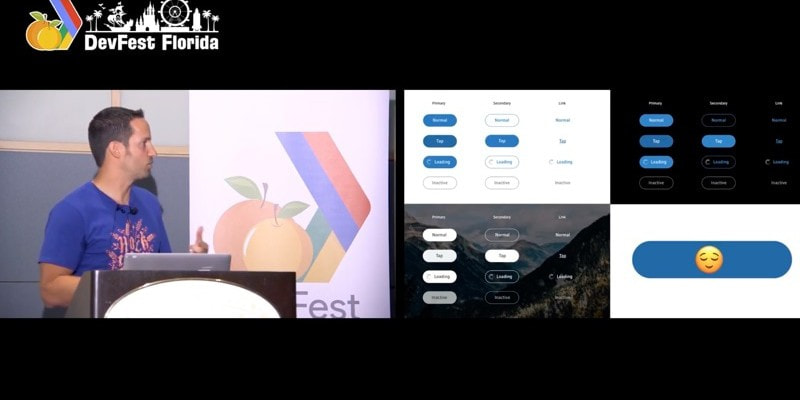 DevFest Florida
Hack
Fest
Primary Secondary Link
Normal Normal Normal
Tap Tap Tap
Loading Loading Loading
Inactive Inactive Inactive
Primary Secondary Link
Normal Normal Normal
Tap Tap Tap
Loading Loading Loading
Inactive Inactive Inactive
Primary Secondary Link
Normal Normal Normal
Tap Tap Tap
Loading Loading Loading
Inactive Inactive Inactive